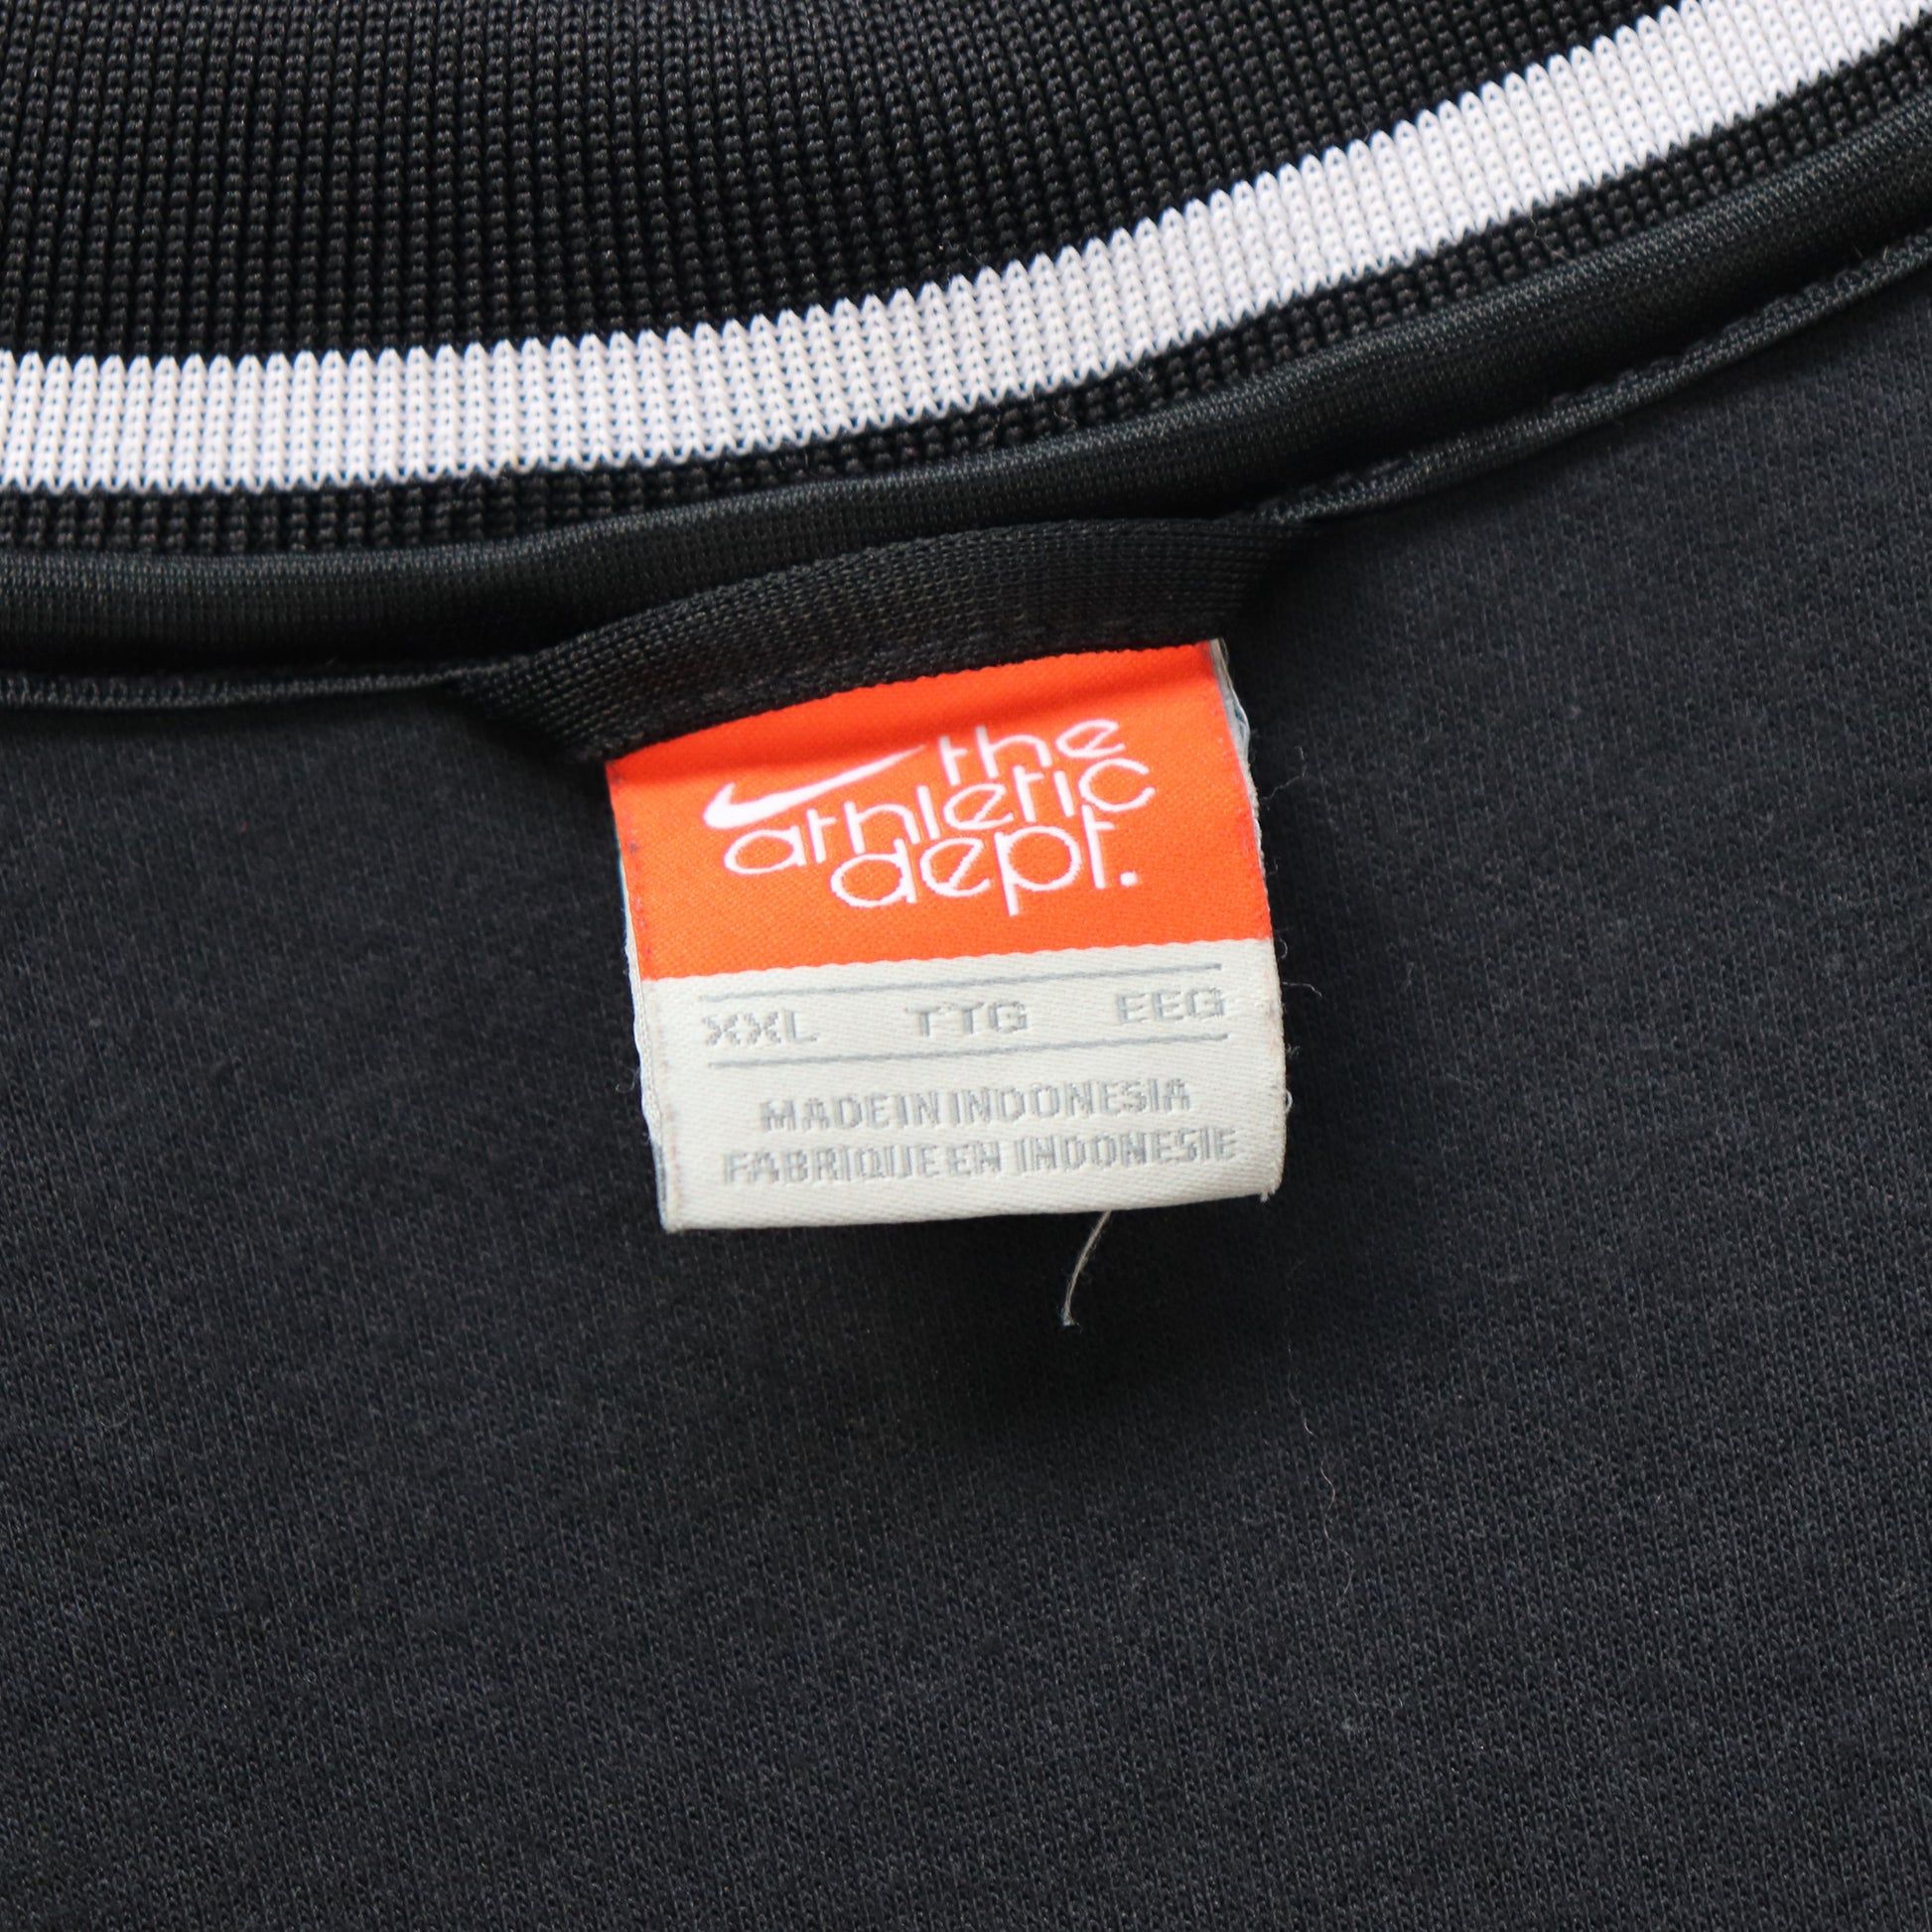 the
athletic
dept.
XXL TTG EEG
MADE IN INDONESIA
FABRIQUE EN INDONESIE